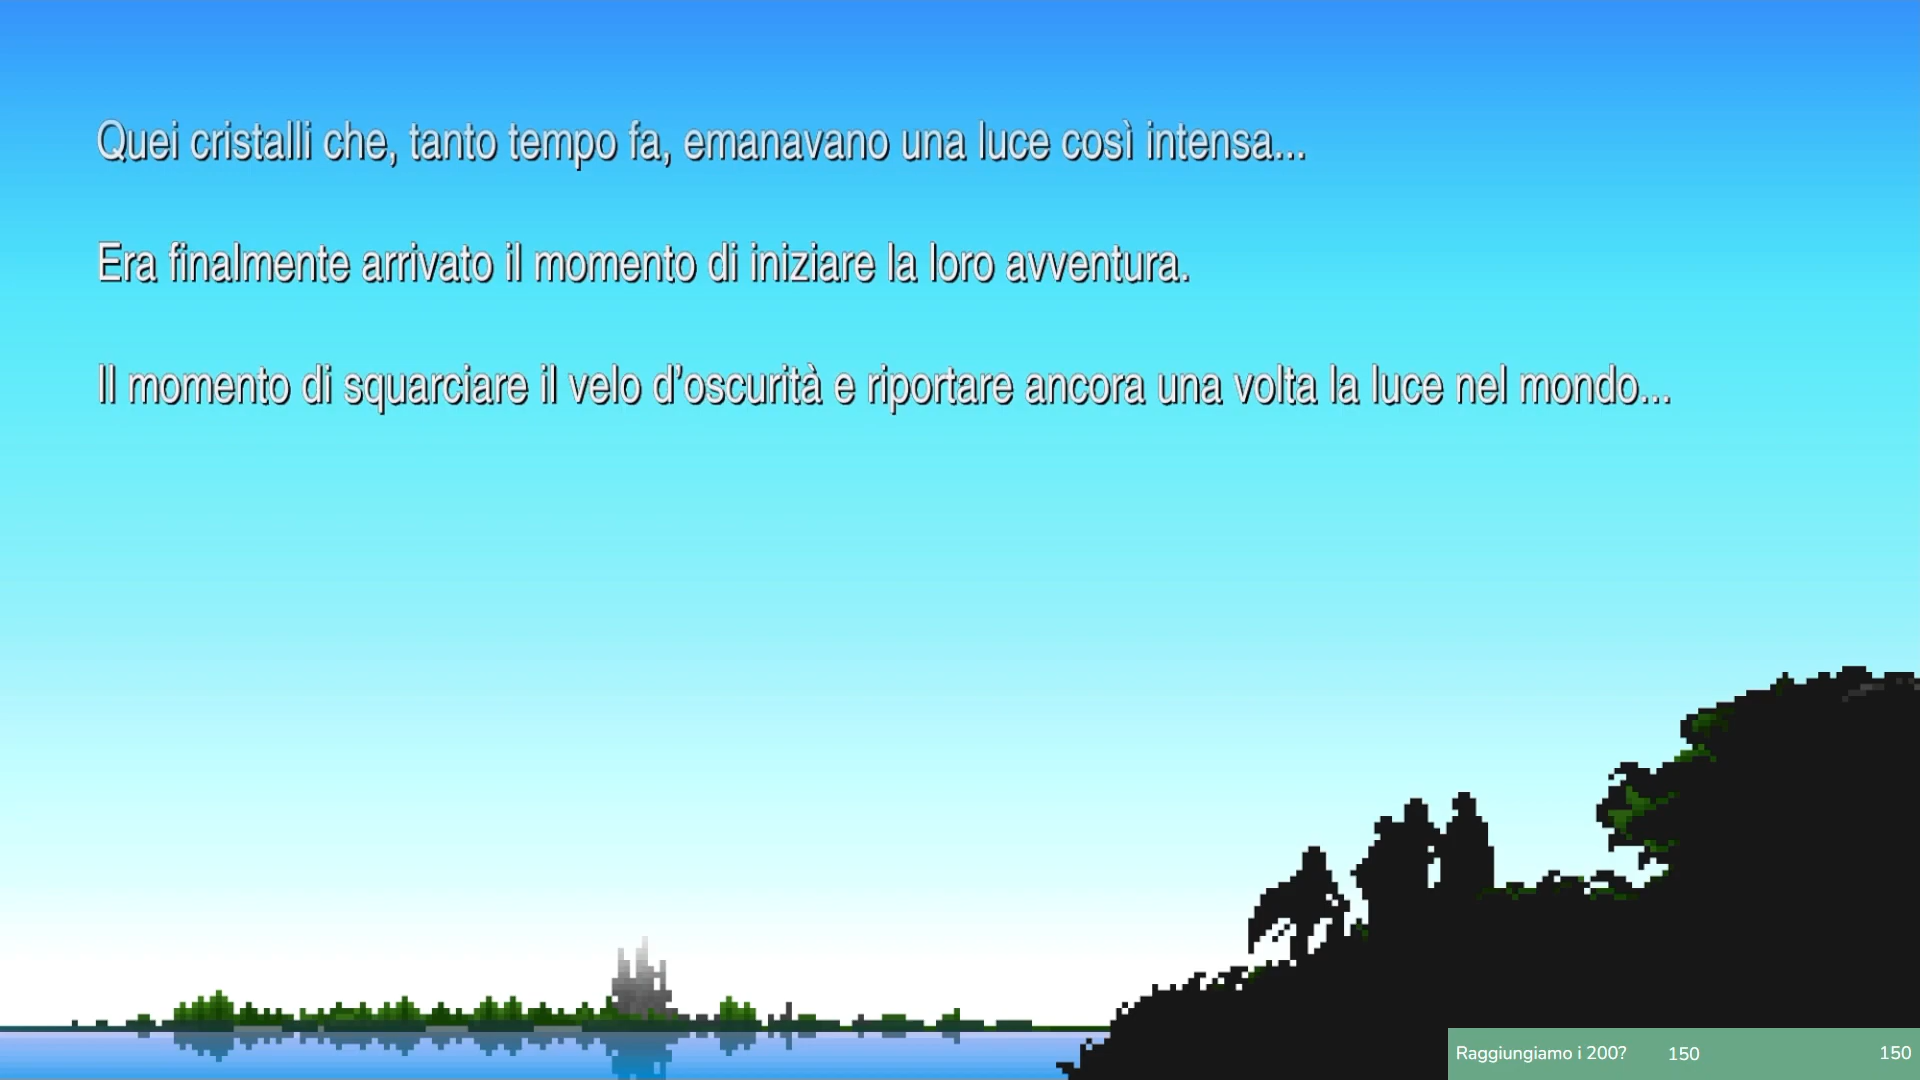 Quei cristalli che, tanto tempo fa, emanavano una luce così intensa...
Era finalmente arrivato il momento di iniziare la loro avventura.
Il momento di squarciare il velo d'oscurità e riportare ancora una volta la luce nel mondo...
Raggiungiamo i 200? 150 150